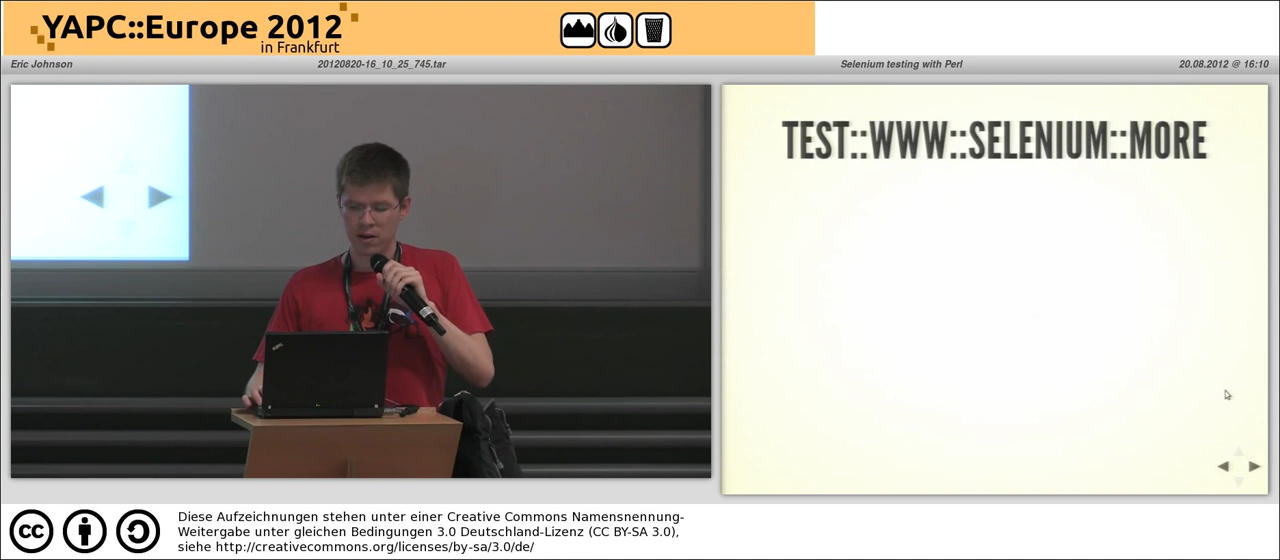 YAPC::Europe 2012
in Frankfurt
Eric Johnson
20120820-16_10_25_745.tar
Selenium testing with Perl
20.08.2012 @ 16:10
TEST::WWW::SELENIUM::MORE
cc
Diese Aufzeichnungen stehen unter einer Creative Commons Namensnennung-
Weitergabe unter gleichen Bedingungen 3.0 Deutschland-Lizenz (CC BY-SA 3.0),
siehe http://creativecommons.org/licenses/by-sa/3.0/de/